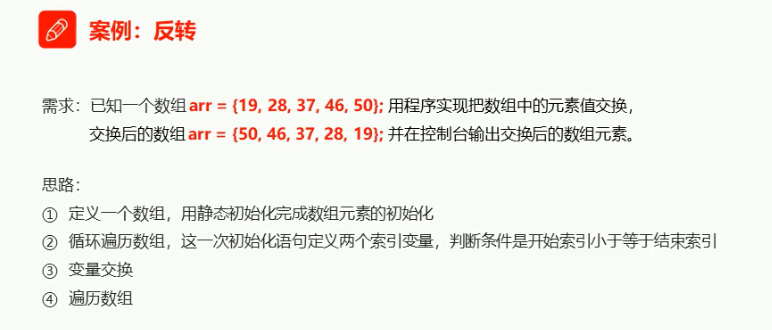 案例：反转
需求：已知一个数组 arr = {19, 28, 37, 46, 50}; 用程序实现把数组中的元素值交换，
交换后的数组 arr = {50, 46, 37, 28, 19}; 并在控制台输出交换后的数组元素。
思路：
① 定义一个数组，用静态初始化完成数组元素的初始化
② 循环遍历数组，这一次初始化语句定义两个索引变量，判断条件是开始索引小于等于结束索引
③ 变量交换
④ 遍历数组